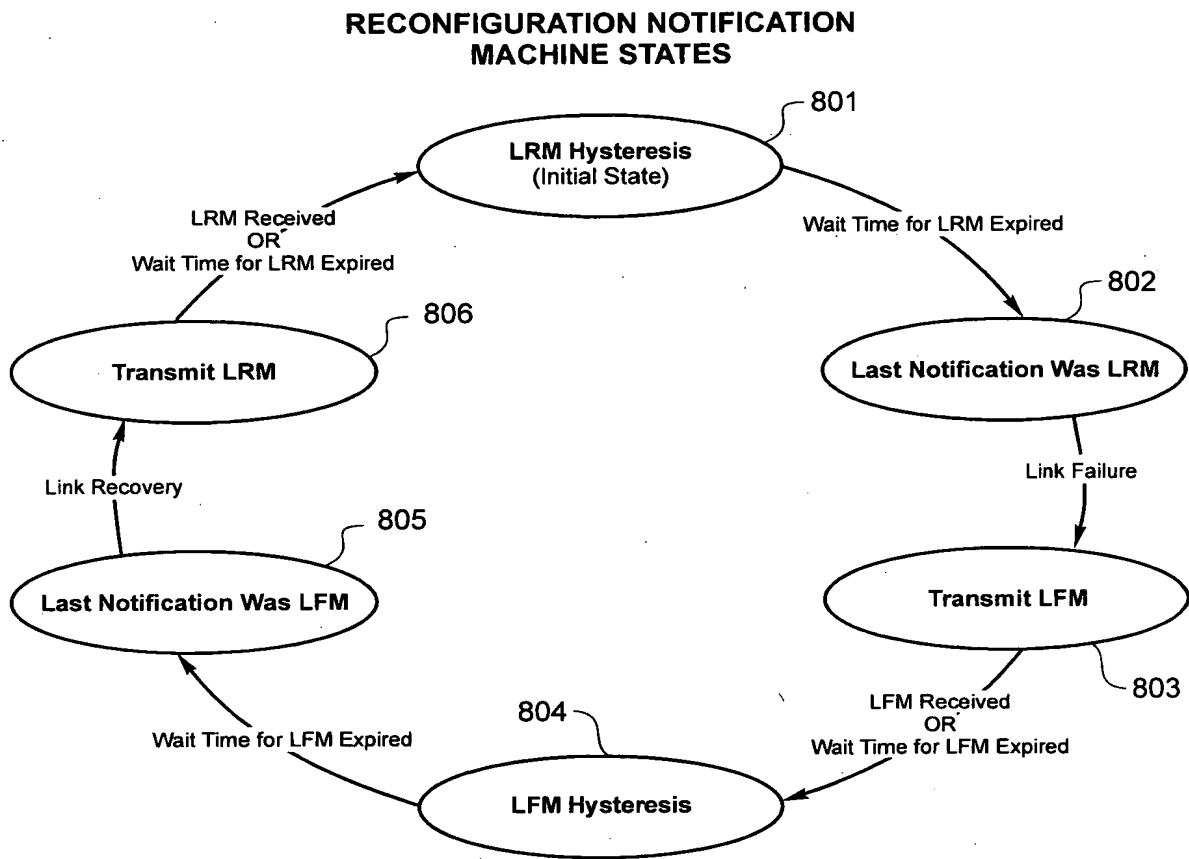 RECONFIGURATION NOTIFICATION
MACHINE STATES
801
LRM Hysteresis
(Initial State)
LRM Received
OR
Wait Time for LRM Expired
Wait Time for LRM Expired
802
806
Transmit LRM
Last Notification Was LRM
Link Recovery
Link Failure
805
Last Notification Was LFM
Transmit LFM
803
804
LFM Received
OR
Wait Time for LFM Expired
Wait Time for LFM Expired
LFM Hysteresis